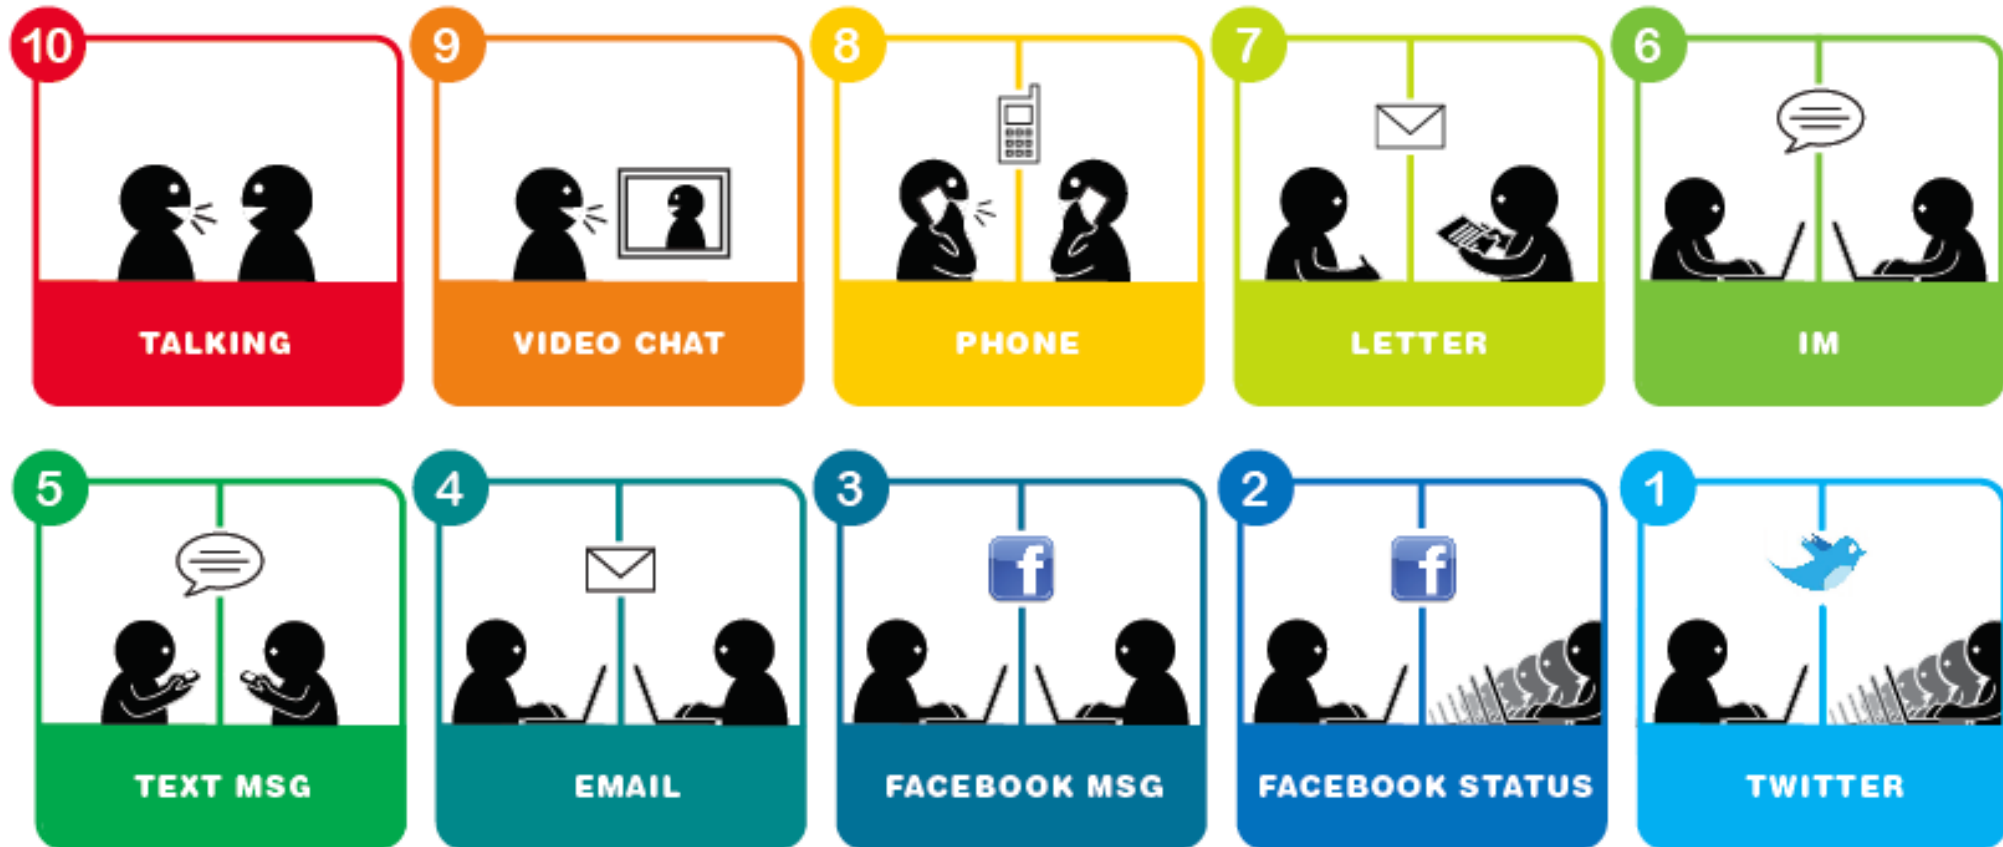 10
TALKING
9
VIDEO CHAT
8
PHONE
7
LETTER
6
IM
5
TEXT MSG
4
EMAIL
3
f
FACEBOOK MSG
2
f
FACEBOOK STATUS
1
TWITTER